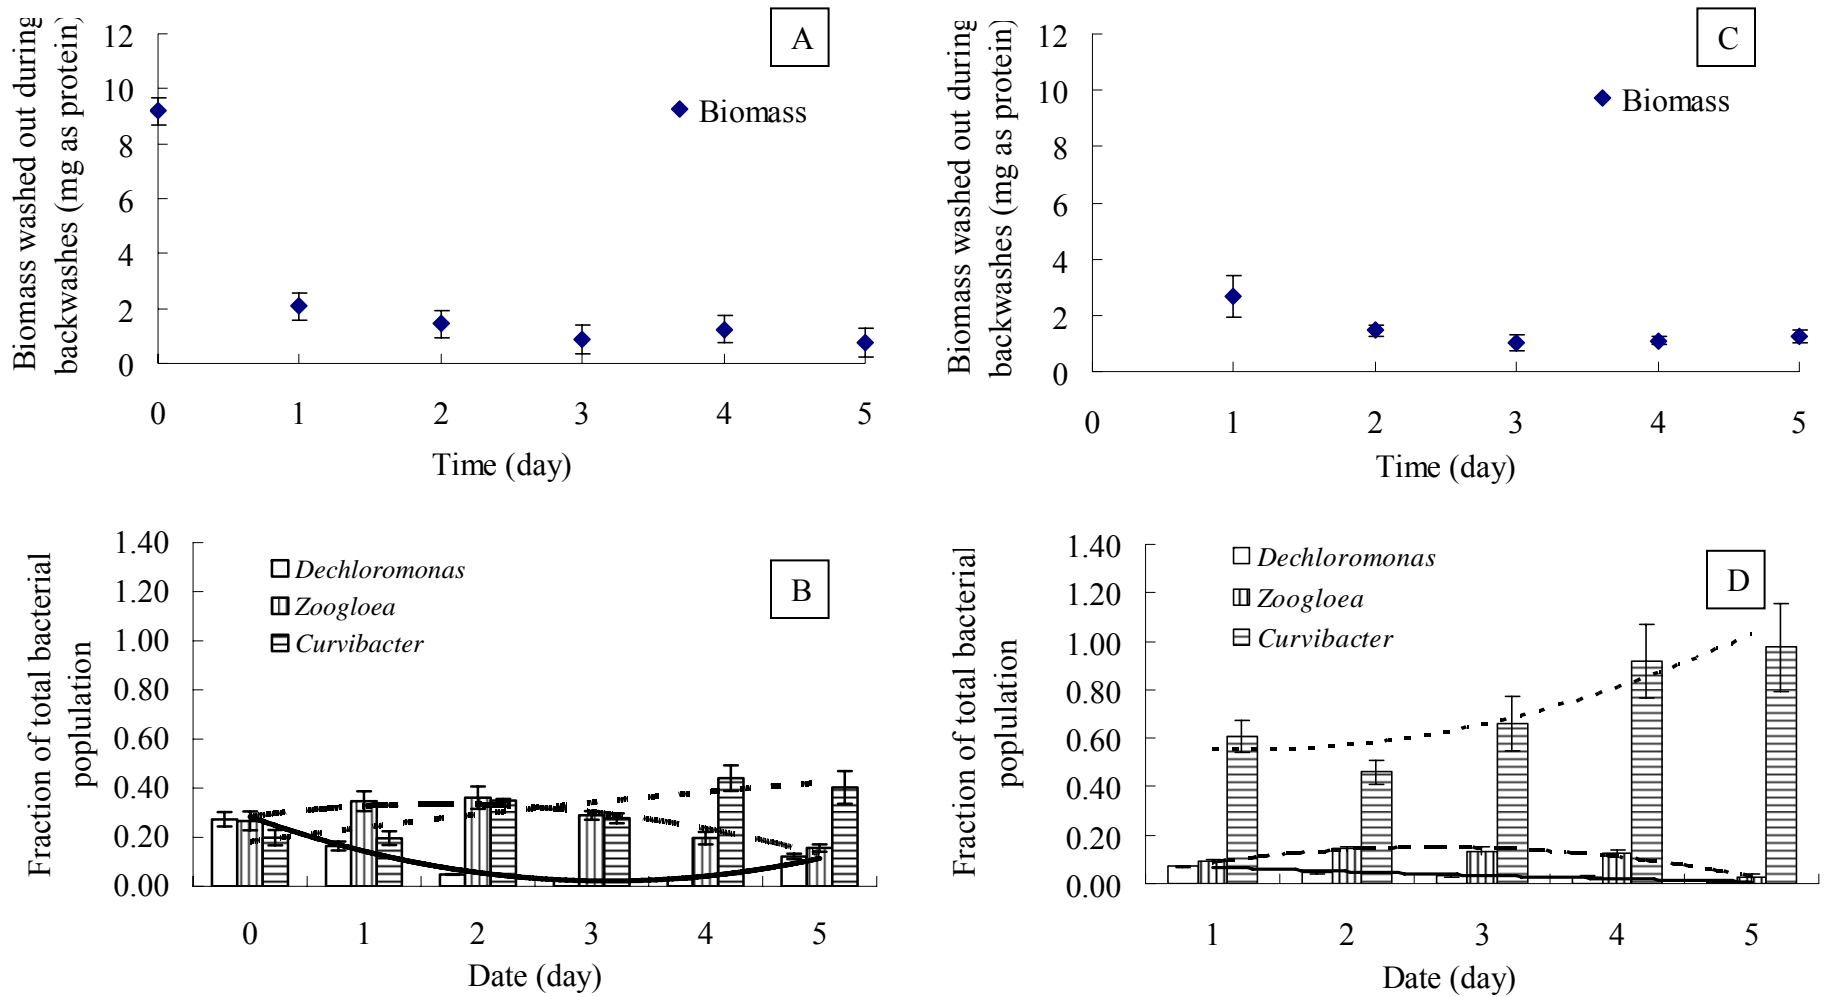 Biomass washed out during
backwashes (mg as protein)
12
10
8
6
4
2
0
A
Biomass
0 1 2 3 4 5
Time (day)
Biomass washed out during
backwashes (mg as protein)
12
10
8
6
4
2
0
C
Biomass
0 1 2 3 4 5
Time (day)
Fraction of total bacterial
poplulation
1.40
1.20
1.00
0.80
0.60
0.40
0.20
0.00
Dechloromonas
Zoogloea
Curvibacter
B
0 1 2 3 4 5
Date (day)
Fraction of total bacterial
poplulation
1.40
1.20
1.00
0.80
0.60
0.40
0.20
0.00
Dechloromonas
Zoogloea
Curvibacter
D
1 2 3 4 5
Date (day)